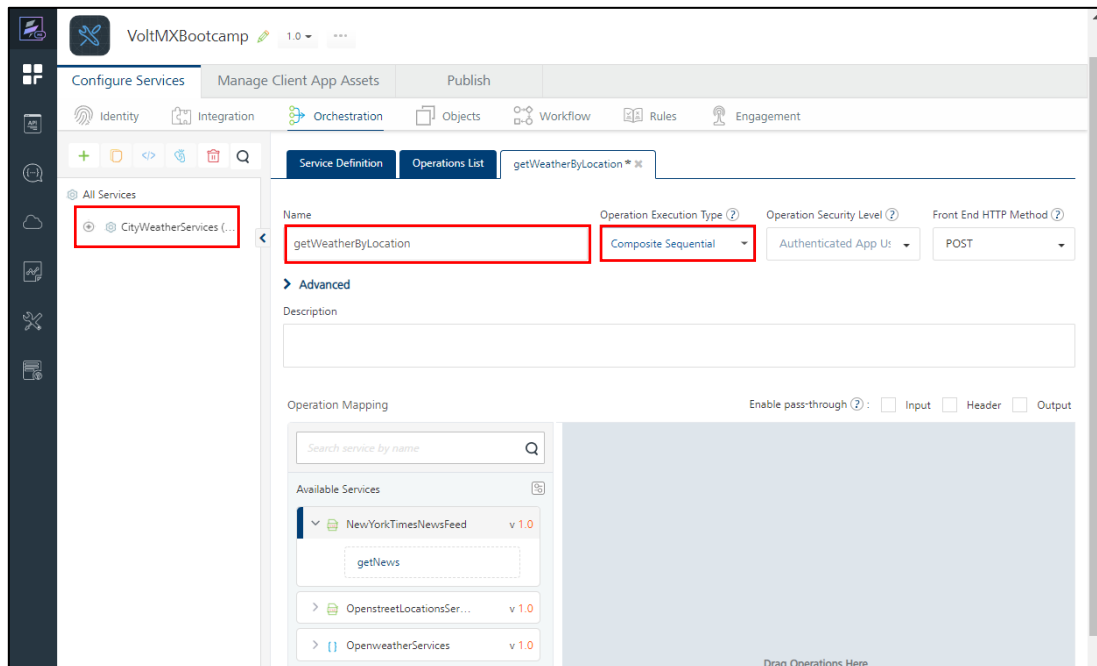 VoltMXBootcamp 1.0 ...
Configure Services Manage Client App Assets Publish
Identity Integration Orchestration Objects Workflow Rules Engagement
Service Definition Operations List getWeatherByLocation *
All Services
CityWeatherServices (...
Name Operation Execution Type ? Operation Security Level ? Front End HTTP Method ?
getWeatherByLocation Composite Sequential Authenticated App Us POST
Advanced
Description
Operation Mapping Enable pass-through ? : Input Header Output
Search service by name
Available Services
NewYorkTimesNewsFeed v 1.0
getNews
OpenstreetLocationsSer... v 1.0
OpenweatherServices v 1.0
Drag Operations Here